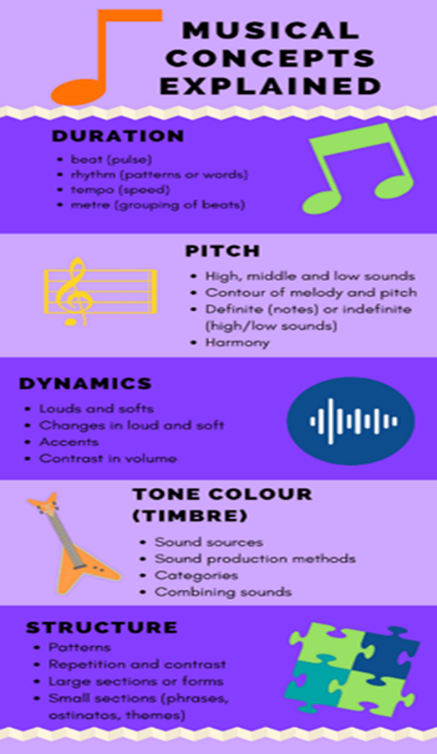 MUSICAL
CONCEPTS
EXPLAINED
DURATION
• beat (pulse)
• rhythm (patterns or words)
• tempo (speed)
• metre (grouping of beats)
PITCH
• High, middle and low sounds
• Contour of melody and pitch
• Definite (notes) or indefinite
(high/low sounds)
• Harmony
DYNAMICS
• Louds and softs
• Changes in loud and soft
• Accents
• Contrast in volume
TONE COLOUR
(TIMBRE)
• Sound sources
• Sound production methods
• Categories
• Combining sounds
STRUCTURE
• Patterns
• Repetition and contrast
• Large sections or forms
• Small sections (phrases,
ostinatos, themes)